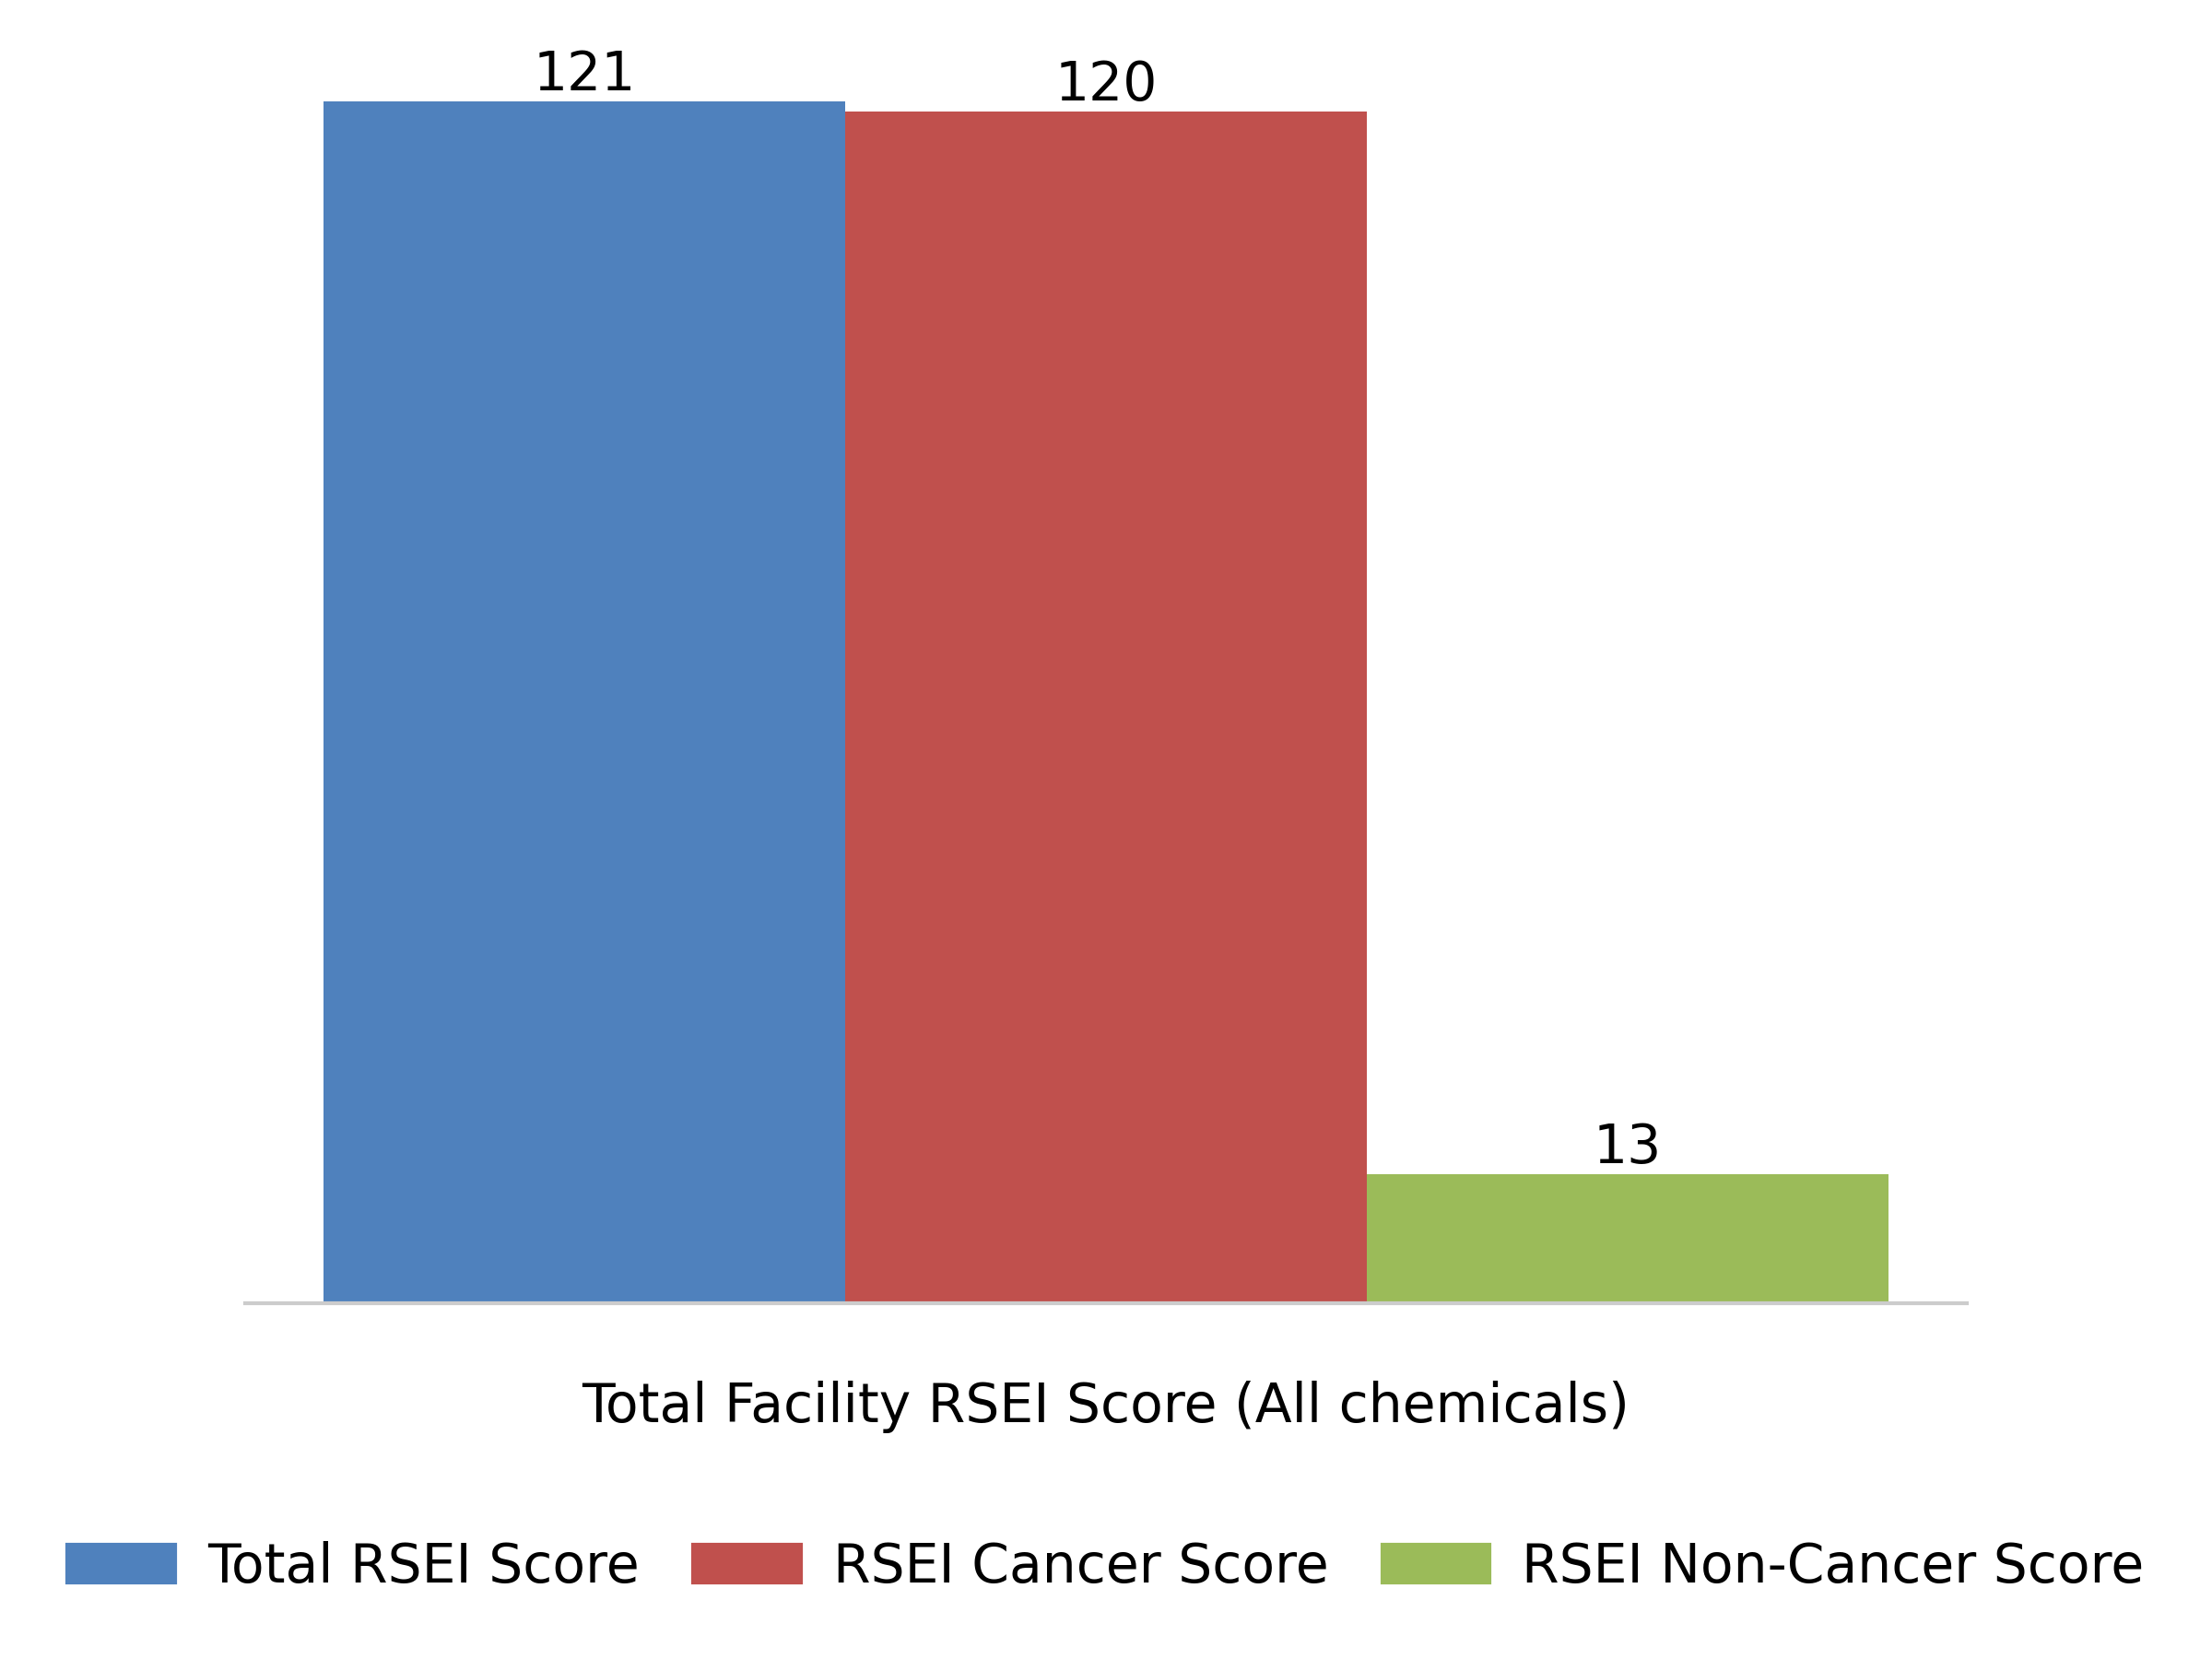 121
120
13
Total Facility RSEI Score (All chemicals)
Total RSEI Score RSEI Cancer Score RSEI Non-Cancer Score